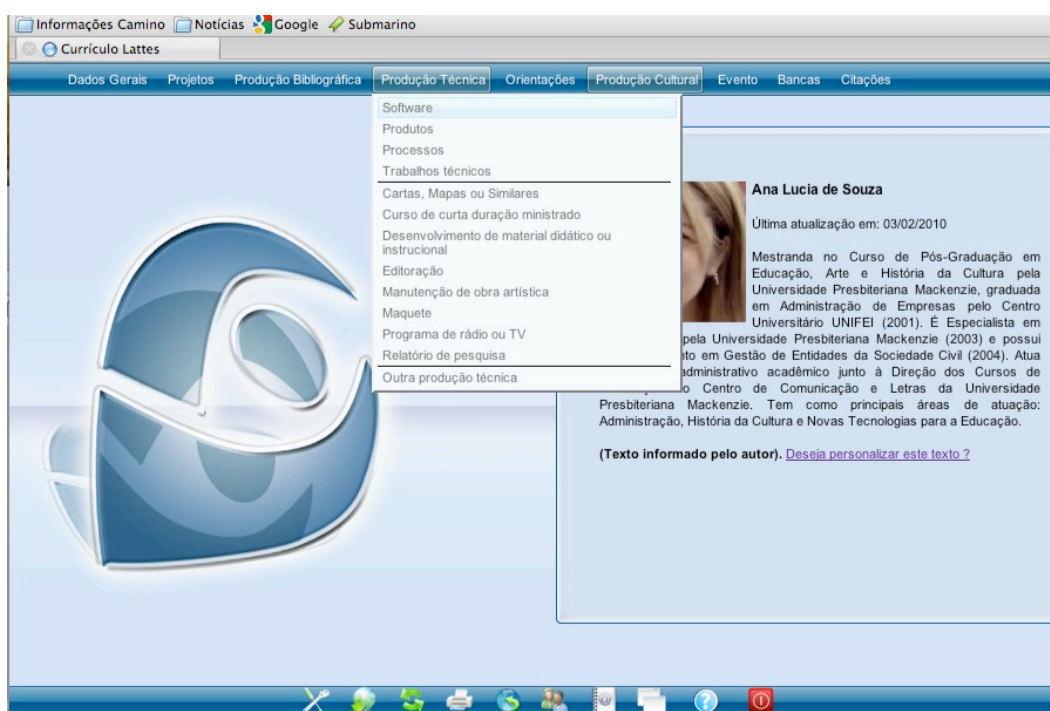 Informações Camino Notícias Google Submarino
Currículo Lattes
Dados Gerais Projetos Produção Bibliográfica Produção Técnica Orientações Produção Cultural Evento Bancas Citações
Software
Produtos
Processos
Trabalhos técnicos
Cartas, Mapas ou Similares
Curso de curta duração ministrado
Desenvolvimento de material didático ou
instrucional
Editoração
Manutenção de obra artística
Maquete
Programa de rádio ou TV
Relatório de pesquisa
Outra produção técnica
Ana Lucia de Souza
Última atualização em: 03/02/2010
Mestranda no Curso de Pós-Graduação em
Educação, Arte e História da Cultura pela
Universidade Presbiteriana Mackenzie, graduada
em Administração de Empresas pelo Centro
Universitário UNIFEI (2001). É Especialista em
pela Universidade Presbiteriana Mackenzie (2003) e possui
em Gestão de Entidades da Sociedade Civil (2004). Atua
administrativo acadêmico junto à Direção dos Cursos de
o Centro de Comunicação e Letras da Universidade
Presbiteriana Mackenzie. Tem como principais áreas de atuação:
Administração, História da Cultura e Novas Tecnologias para a Educação.
(Texto informado pelo autor). Deseja personalizar este texto ?